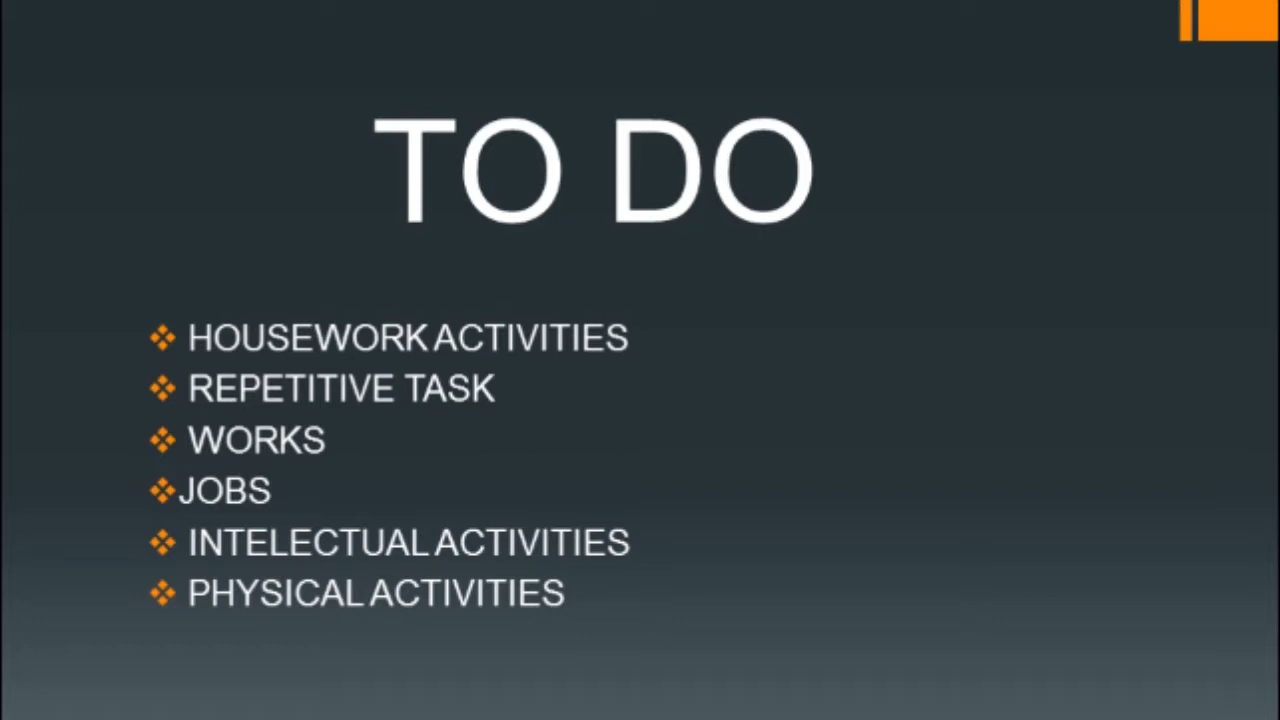 TO DO
HOUSEWORK ACTIVITIES
REPETITIVE TASK
WORKS
JOBS
INTELECTUAL ACTIVITIES
PHYSICAL ACTIVITIES